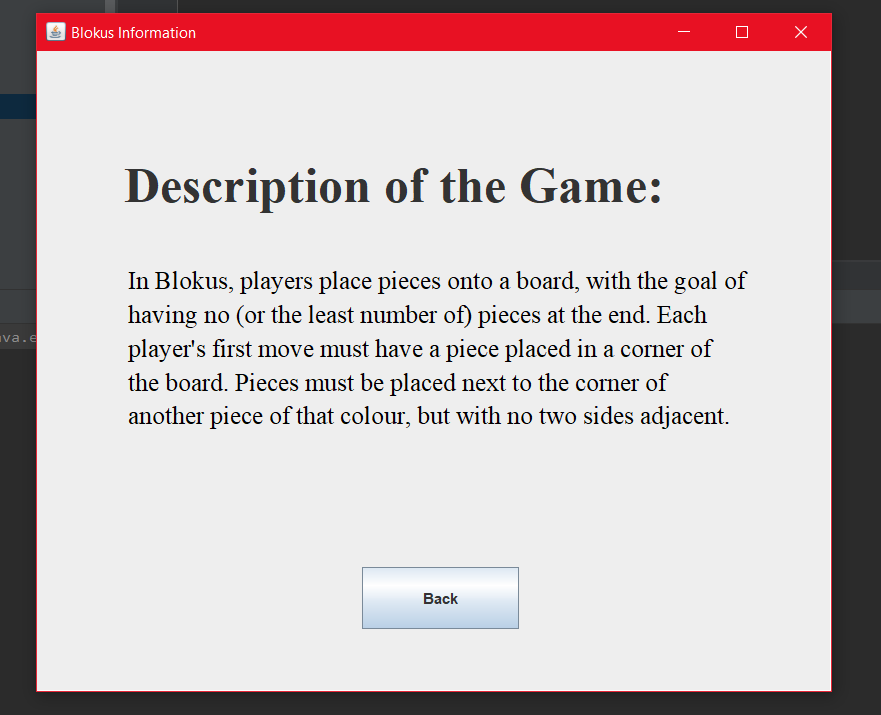 Blokus Information
Description of the Game:
In Blokus, players place pieces onto a board, with the goal of
having no (or the least number of) pieces at the end. Each
player's first move must have a piece placed in a corner of
the board. Pieces must be placed next to the corner of
another piece of that colour, but with no two sides adjacent.
Back